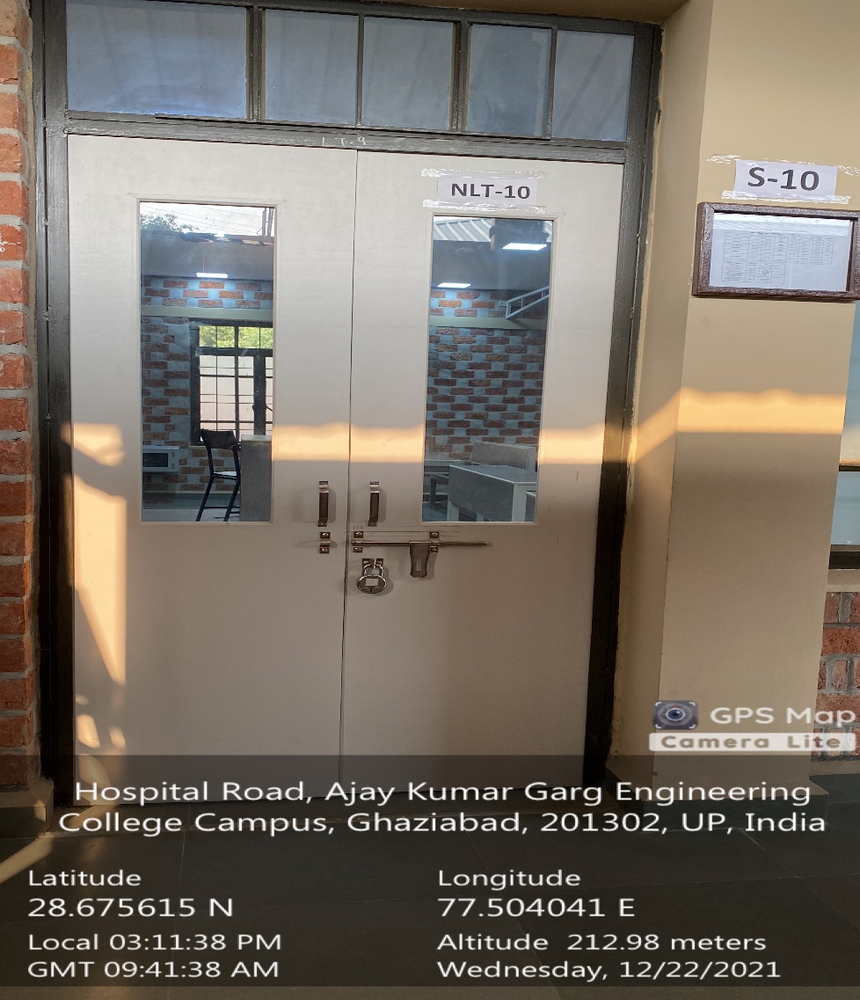 LT-9
NLT-10
S-10
GPS Map
Camera Lite
Hospital Road, Ajay Kumar Garg Engineering
College Campus, Ghaziabad, 201302, UP, India
Latitude
28.675615 N
Longitude
77.504041 E
Local 03:11:38 PM
GMT 09:41:38 AM
Altitude 212.98 meters
Wednesday, 12/22/2021